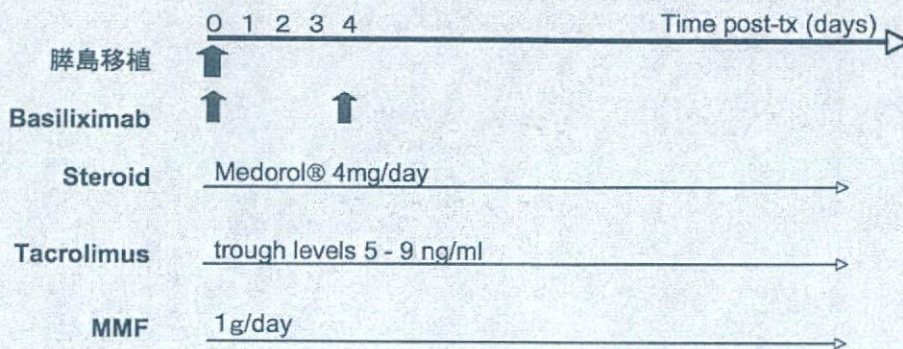 0 1 2 3 4 Time post-tx (days)
膵島移植
Basiliximab
Steroid Medorol® 4mg/day
Tacrolimus trough levels 5 - 9 ng/ml
MMF 1g/day